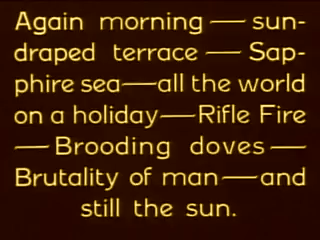 Again morning — sun-
draped terrace — Sap-
phire sea—all the world
on a holiday—Rifle Fire
— Brooding doves —
Brutality of man—and
still the sun.